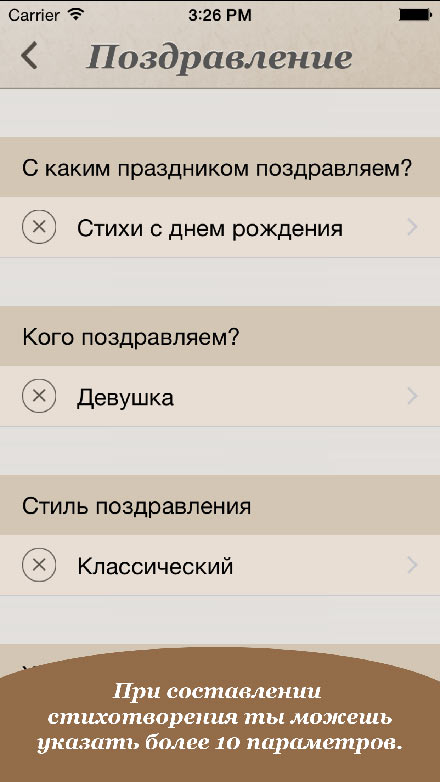 Carrier 3:26 PM
Поздравление
С каким праздником поздравляем?
Стихи с днем рождения
Кого поздравляем?
Девушка
Стиль поздравления
Классический
При составлении
стихотворения ты можешь
указать более 10 параметров.